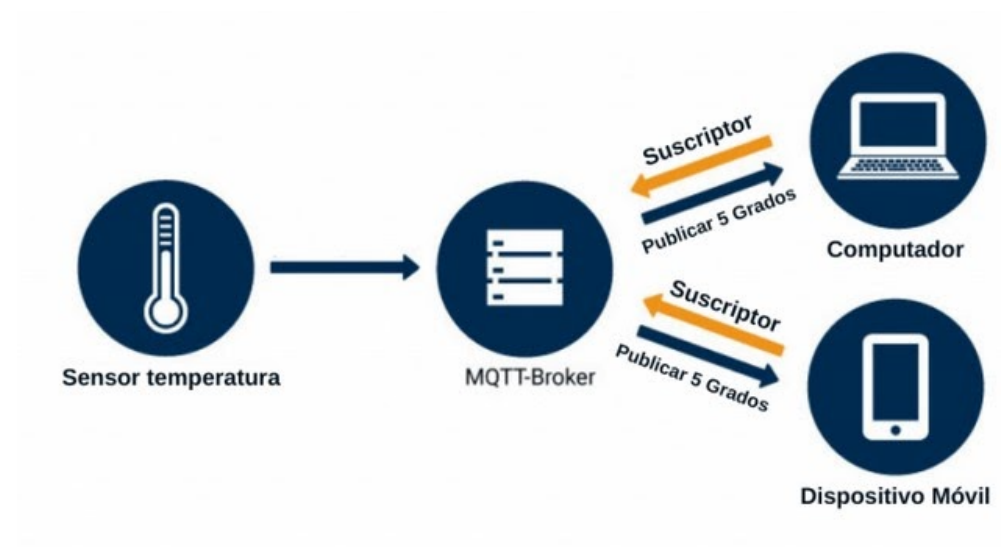 Suscriptor
Publicar 5 Grados
Computador
Suscriptor
Publicar 5 Grados
Sensor temperatura
MQTT-Broker
Dispositivo Móvil